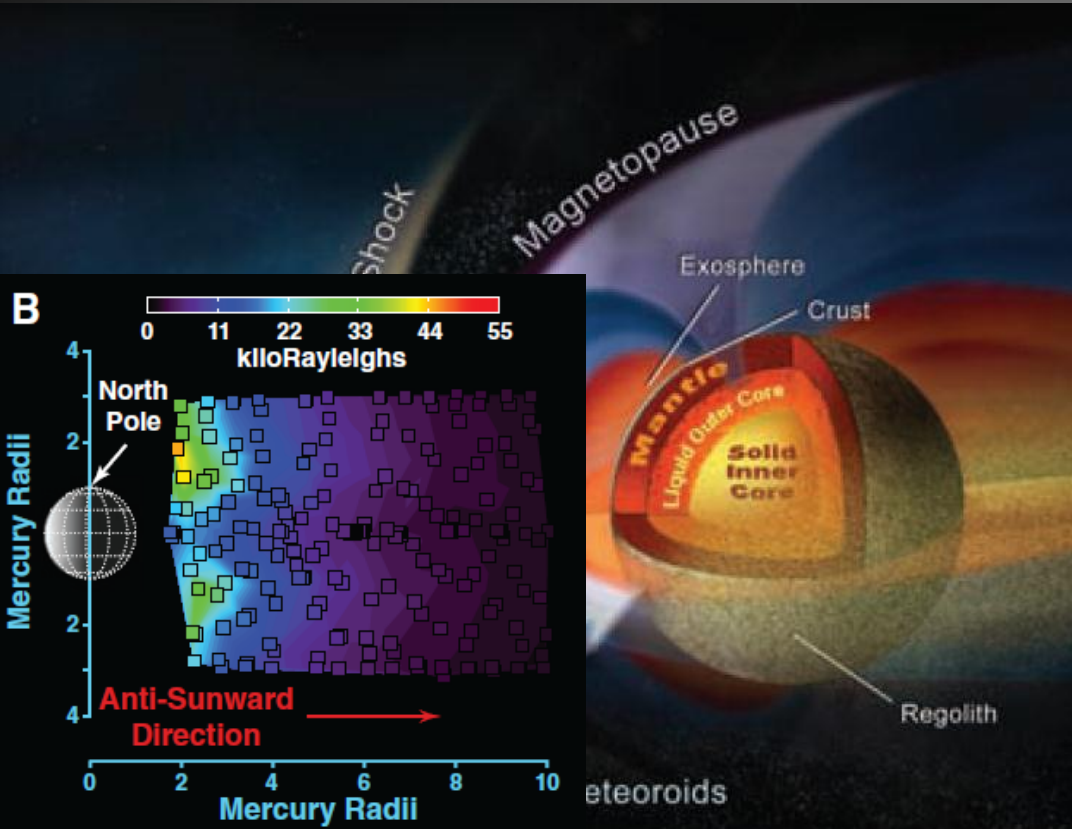 Magnetopause
Shock
Exosphere
Crust
Mantle
Liquid Outer Core
Solid
Inner
Core
Regolith
eteoroids
B
0 11 22 33 44 55
kiloRayleighs
4
North
Pole
2
Mercury Radii
2
Anti-Sunward
Direction
4
0 2 4 6 8 10
Mercury Radii